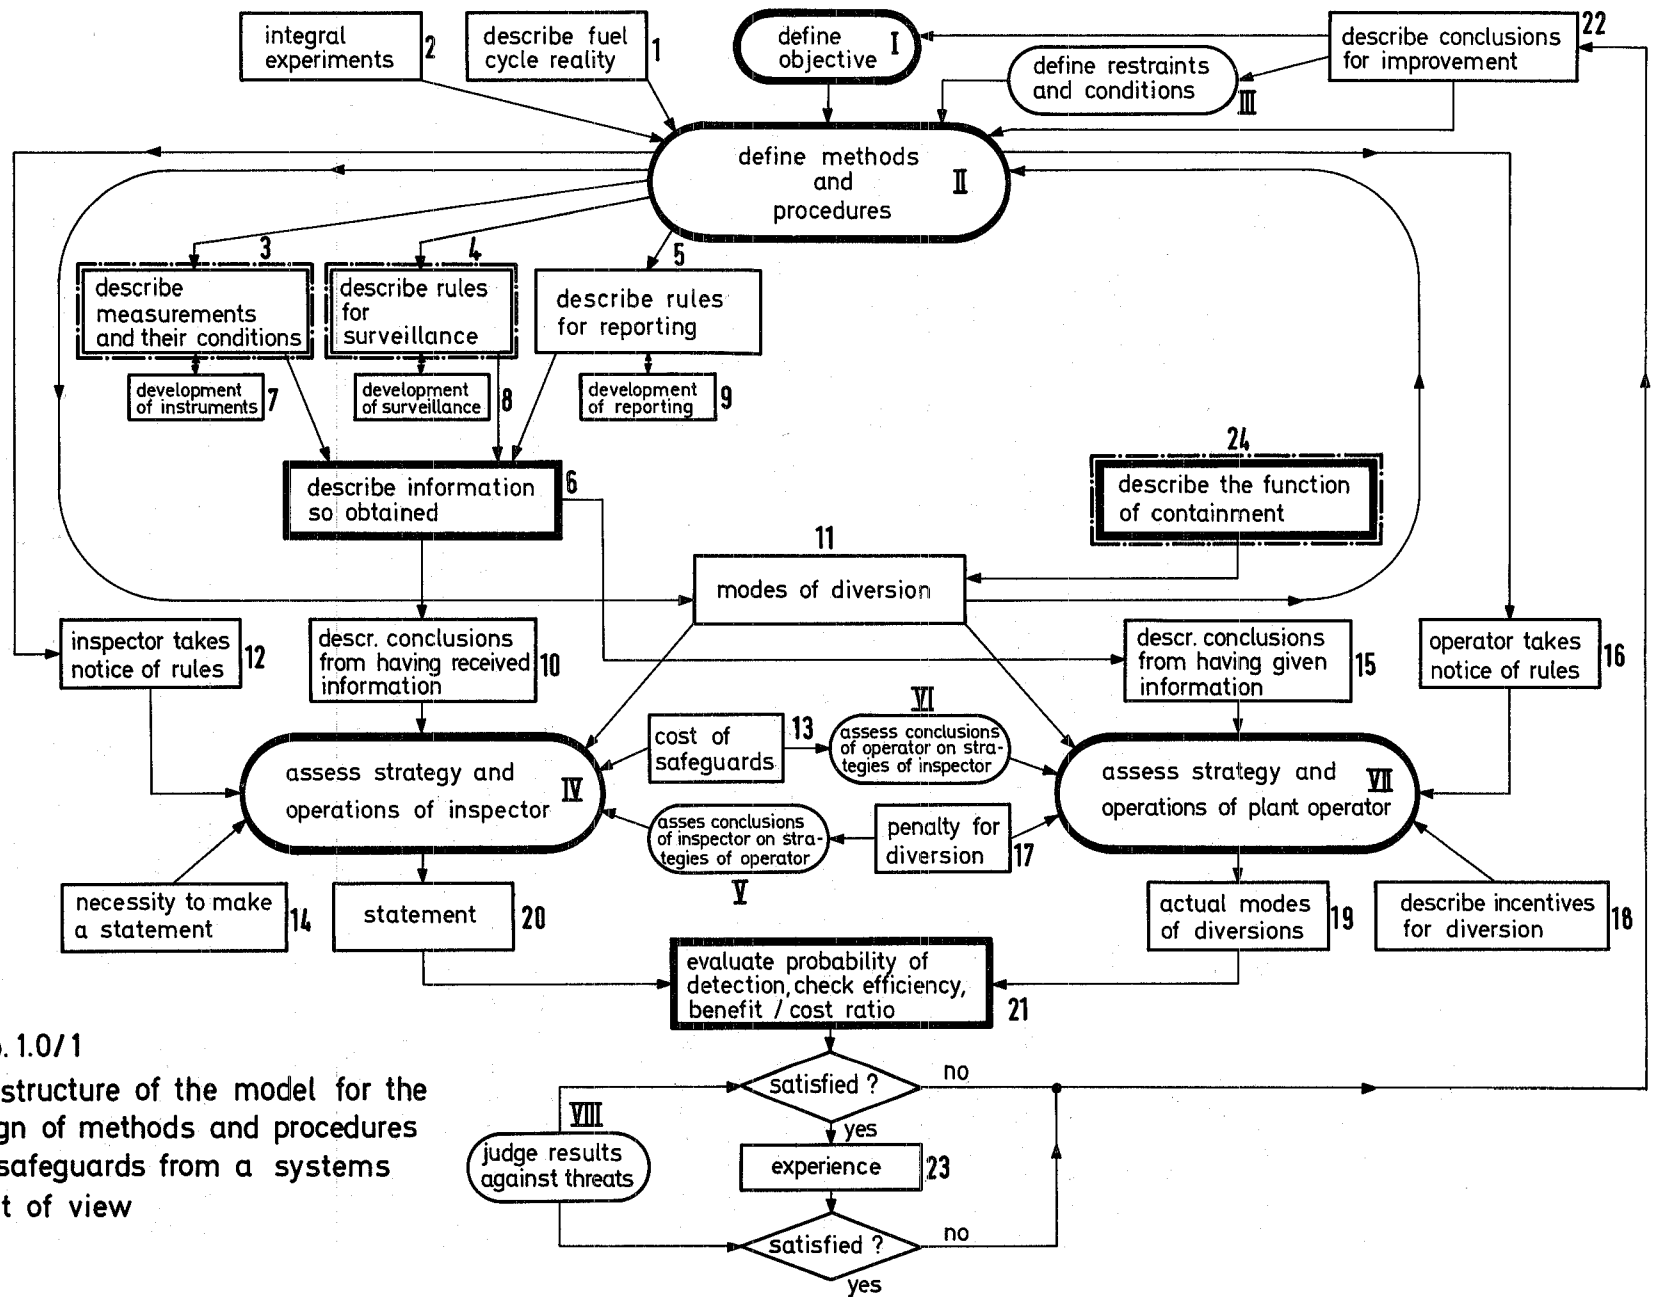 integral
experiments
2
describe fuel
cycle reality
1
define
objective
I
describe conclusions
for improvement
22
define restraints
and conditions
III
define methods
and
procedures
II
3
describe
measurements
and their conditions
4
describe rules
for
surveillance
5
describe rules
for reporting
development
of instruments
7
development
of surveillance
8
development
of reporting
9
describe information
so obtained
6
24
describe the function
of containment
11
modes of diversion
inspector takes
notice of rules
12
descr. conclusions
from having received
information
10
descr. conclusions
from having given
information
15
operator takes
notice of rules
16
cost of
safeguards
13
VI
assess conclusions
of operator on stra-
tegies of inspector
assess strategy and
operations of inspector
IV
assess strategy and
operations of plant operator
VII
asses conclusions
of inspector on stra-
tegies of operator
V
penalty for
diversion
17
necessity to make
a statement
14
statement
20
actual modes
of diversions
19
describe incentives
for diversion
18
evaluate probability of
detection, check efficiency,
benefit / cost ratio
21
satisfied ?
no
yes
VIII
judge results
against threats
experience
23
satisfied ?
no
yes
. 1.0/1
structure of the model for the
gn of methods and procedures
safeguards from a systems
t of view